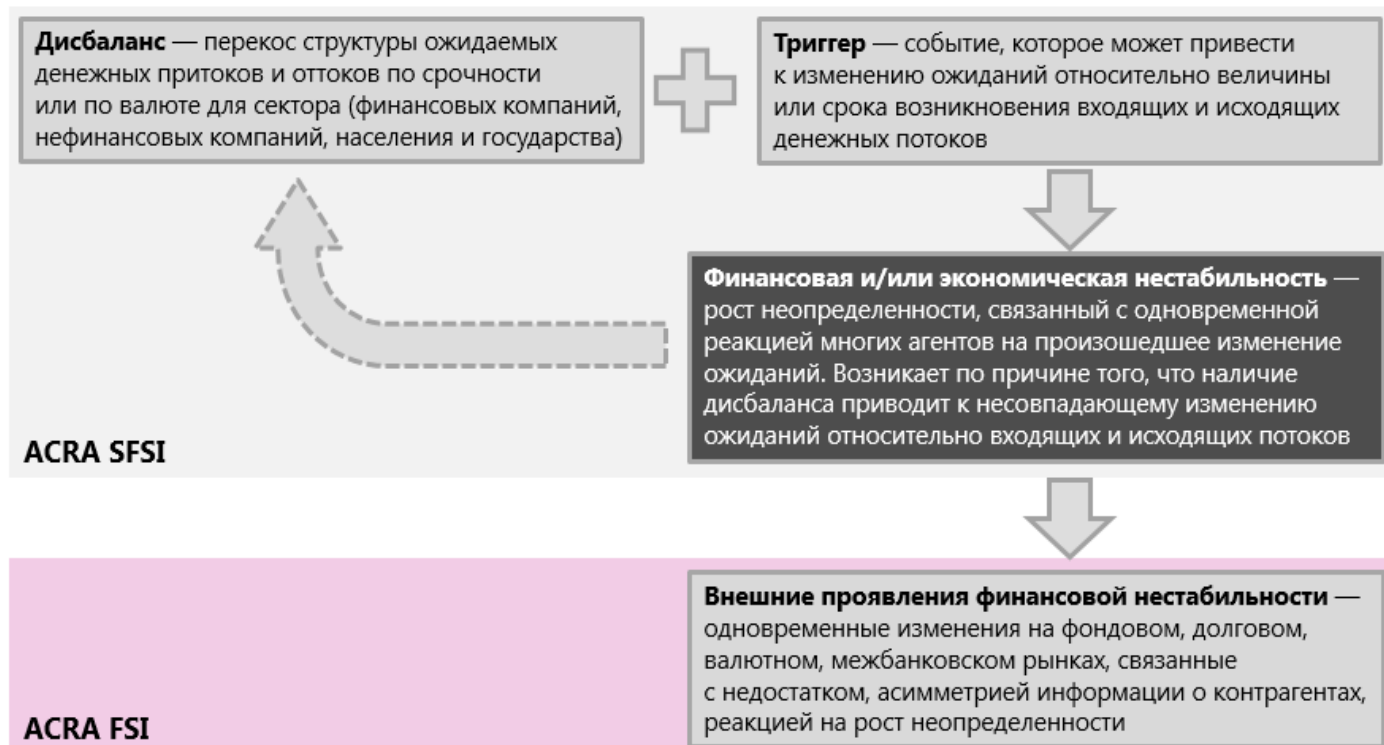 Дисбаланс — перекос структуры ожидаемых
денежных притоков и оттоков по срочности
или по валюте для сектора (финансовых компаний,
нефинансовых компаний, населения и государства)
Триггер — событие, которое может привести
к изменению ожиданий относительно величины
или срока возникновения входящих и исходящих
денежных потоков
Финансовая и/или экономическая нестабильность —
рост неопределенности, связанный с одновременной
реакцией многих агентов на произошедшее изменение
ожиданий. Возникает по причине того, что наличие
дисбаланса приводит к несовпадающему изменению
ожиданий относительно входящих и исходящих потоков
ACRA SFSI
Внешние проявления финансовой нестабильности —
одновременные изменения на фондовом, долговом,
валютном, межбанковском рынках, связанные
с недостатком, асимметрией информации о контрагентах,
реакцией на рост неопределенности
ACRA FSI